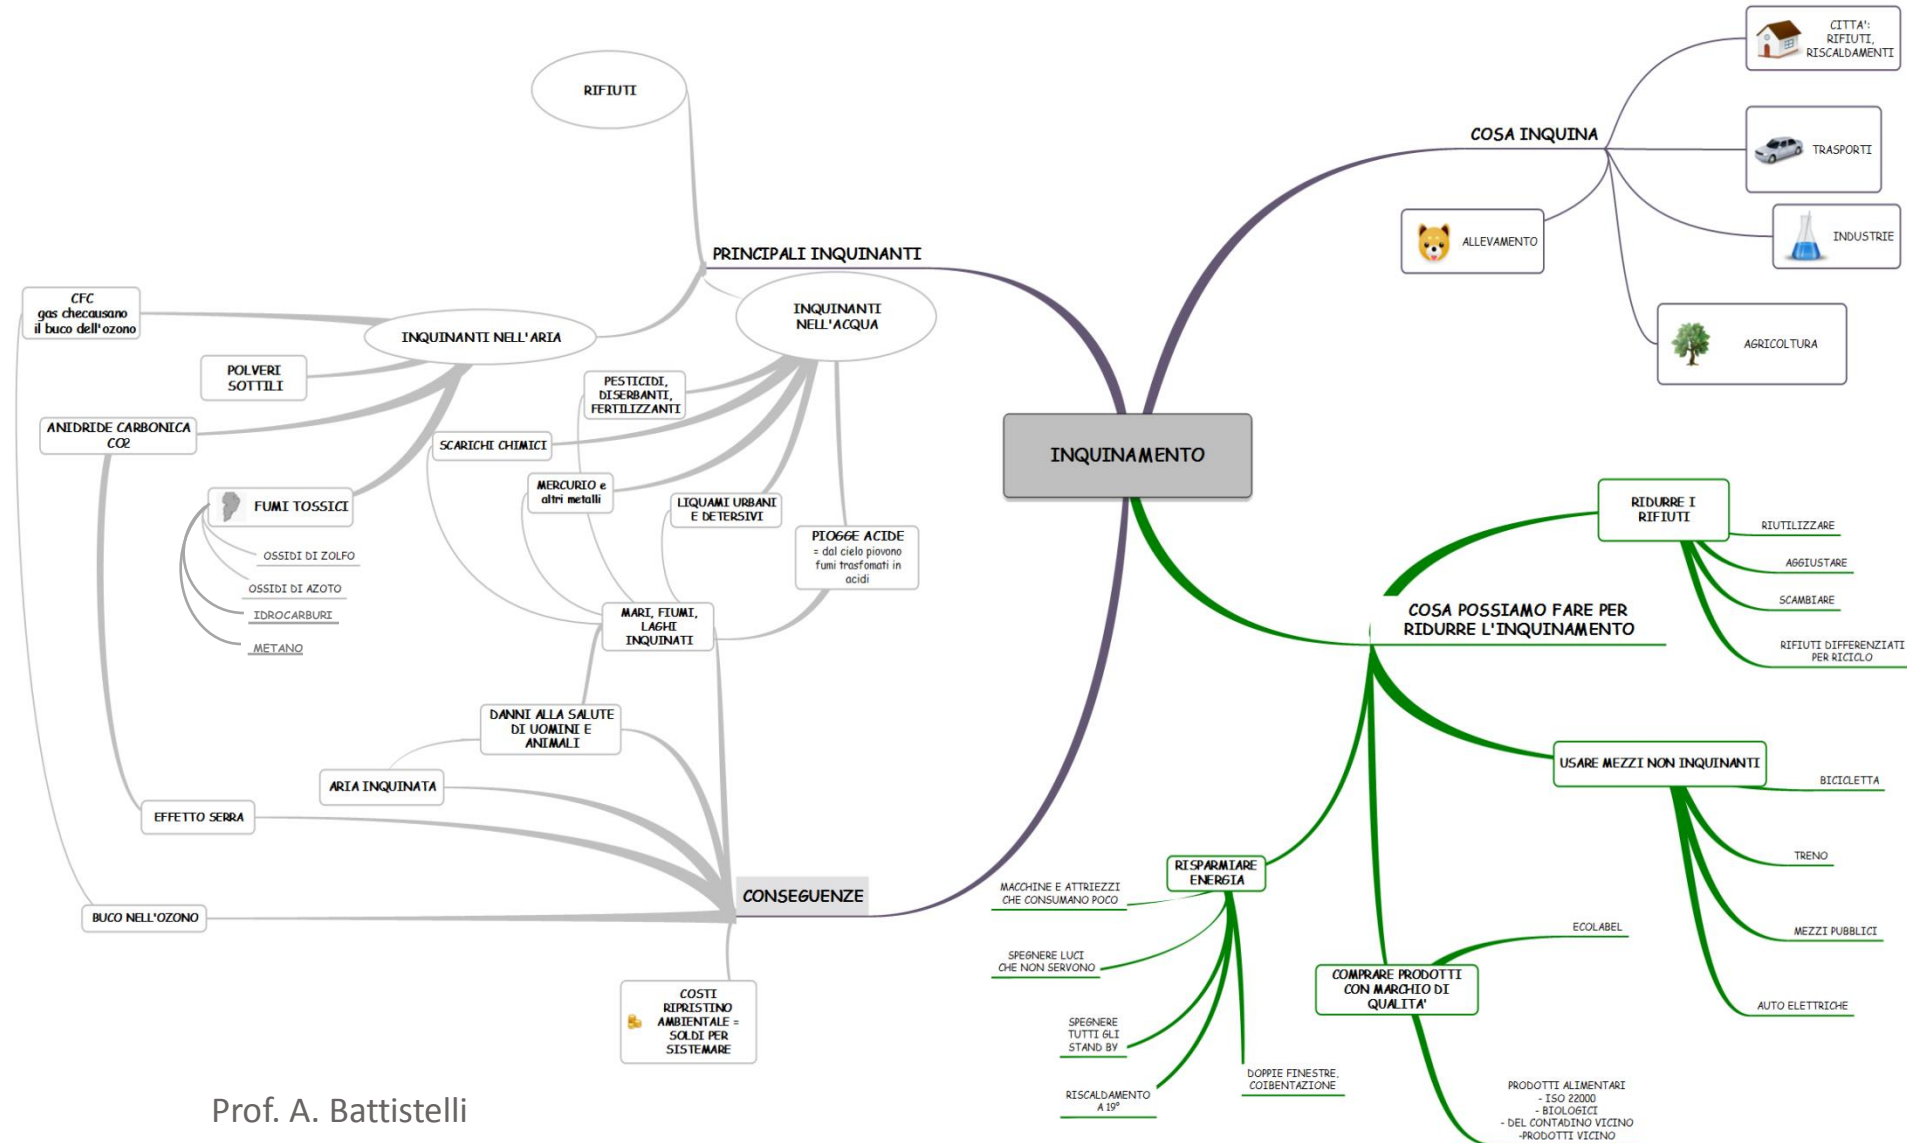 RIFIUTI
PRINCIPALI INQUINANTI
CFC
gas checausano
il buco dell'ozono
INQUINANTI NELL'ARIA
INQUINANTI
NELL'ACQUA
POLVERI
SOTTILI
ANIDRIDE CARBONICA
CO2
FUMI TOSSICI
OSSIDI DI ZOLFO
OSSIDI DI AZOTO
IDROCARBURI
METANO
PESTICIDI,
DISERBANTI,
FERTILIZZANTI
SCARICHI CHIMICI
MERCURIO e
altri metalli
LIQUAMI URBANI
E DETERSIVI
PIOGGE ACIDE
= dal cielo piovono
fumi trasfomati in
acidi
MARI, FIUMI,
LAGHI
INQUINATI
DANNI ALLA SALUTE
DI UOMINI E
ANIMALI
ARIA INQUINATA
EFFETTO SERRA
BUCO NELL'OZONO
CONSEGUENZE
COSTI
RIPRISTINO
AMBIENTALE =
SOLDI PER
SISTEMARE
INQUINAMENTO
COSA INQUINA
CITTA':
RIFIUTI,
RISCALDAMENTI
TRASPORTI
INDUSTRIE
ALLEVAMENTO
AGRICOLTURA
COSA POSSIAMO FARE PER
RIDURRE L'INQUINAMENTO
RIDURRE I
RIFIUTI
RIUTILIZZARE
AGGIUSTARE
SCAMBIARE
RIFIUTI DIFFERENZIATI
PER RICICLO
USARE MEZZI NON INQUINANTI
BICICLETTA
TRENO
MEZZI PUBBLICI
AUTO ELETTRICHE
RISPARMIARE
ENERGIA
MACCHINE E ATTRIEZZI
CHE CONSUMANO POCO
SPEGNERE LUCI
CHE NON SERVONO
SPEGNERE
TUTTI GLI
STAND BY
RISCALDAMENTO
A 19°
DOPPIE FINESTRE,
COIBENTAZIONE
COMPRARE PRODOTTI
CON MARCHIO DI
QUALITA'
ECOLABEL
PRODOTTI ALIMENTARI
- ISO 22000
- BIOLOGICI
- DEL CONTADINO VICINO
-PRODOTTI VICINO
Prof. A. Battistelli